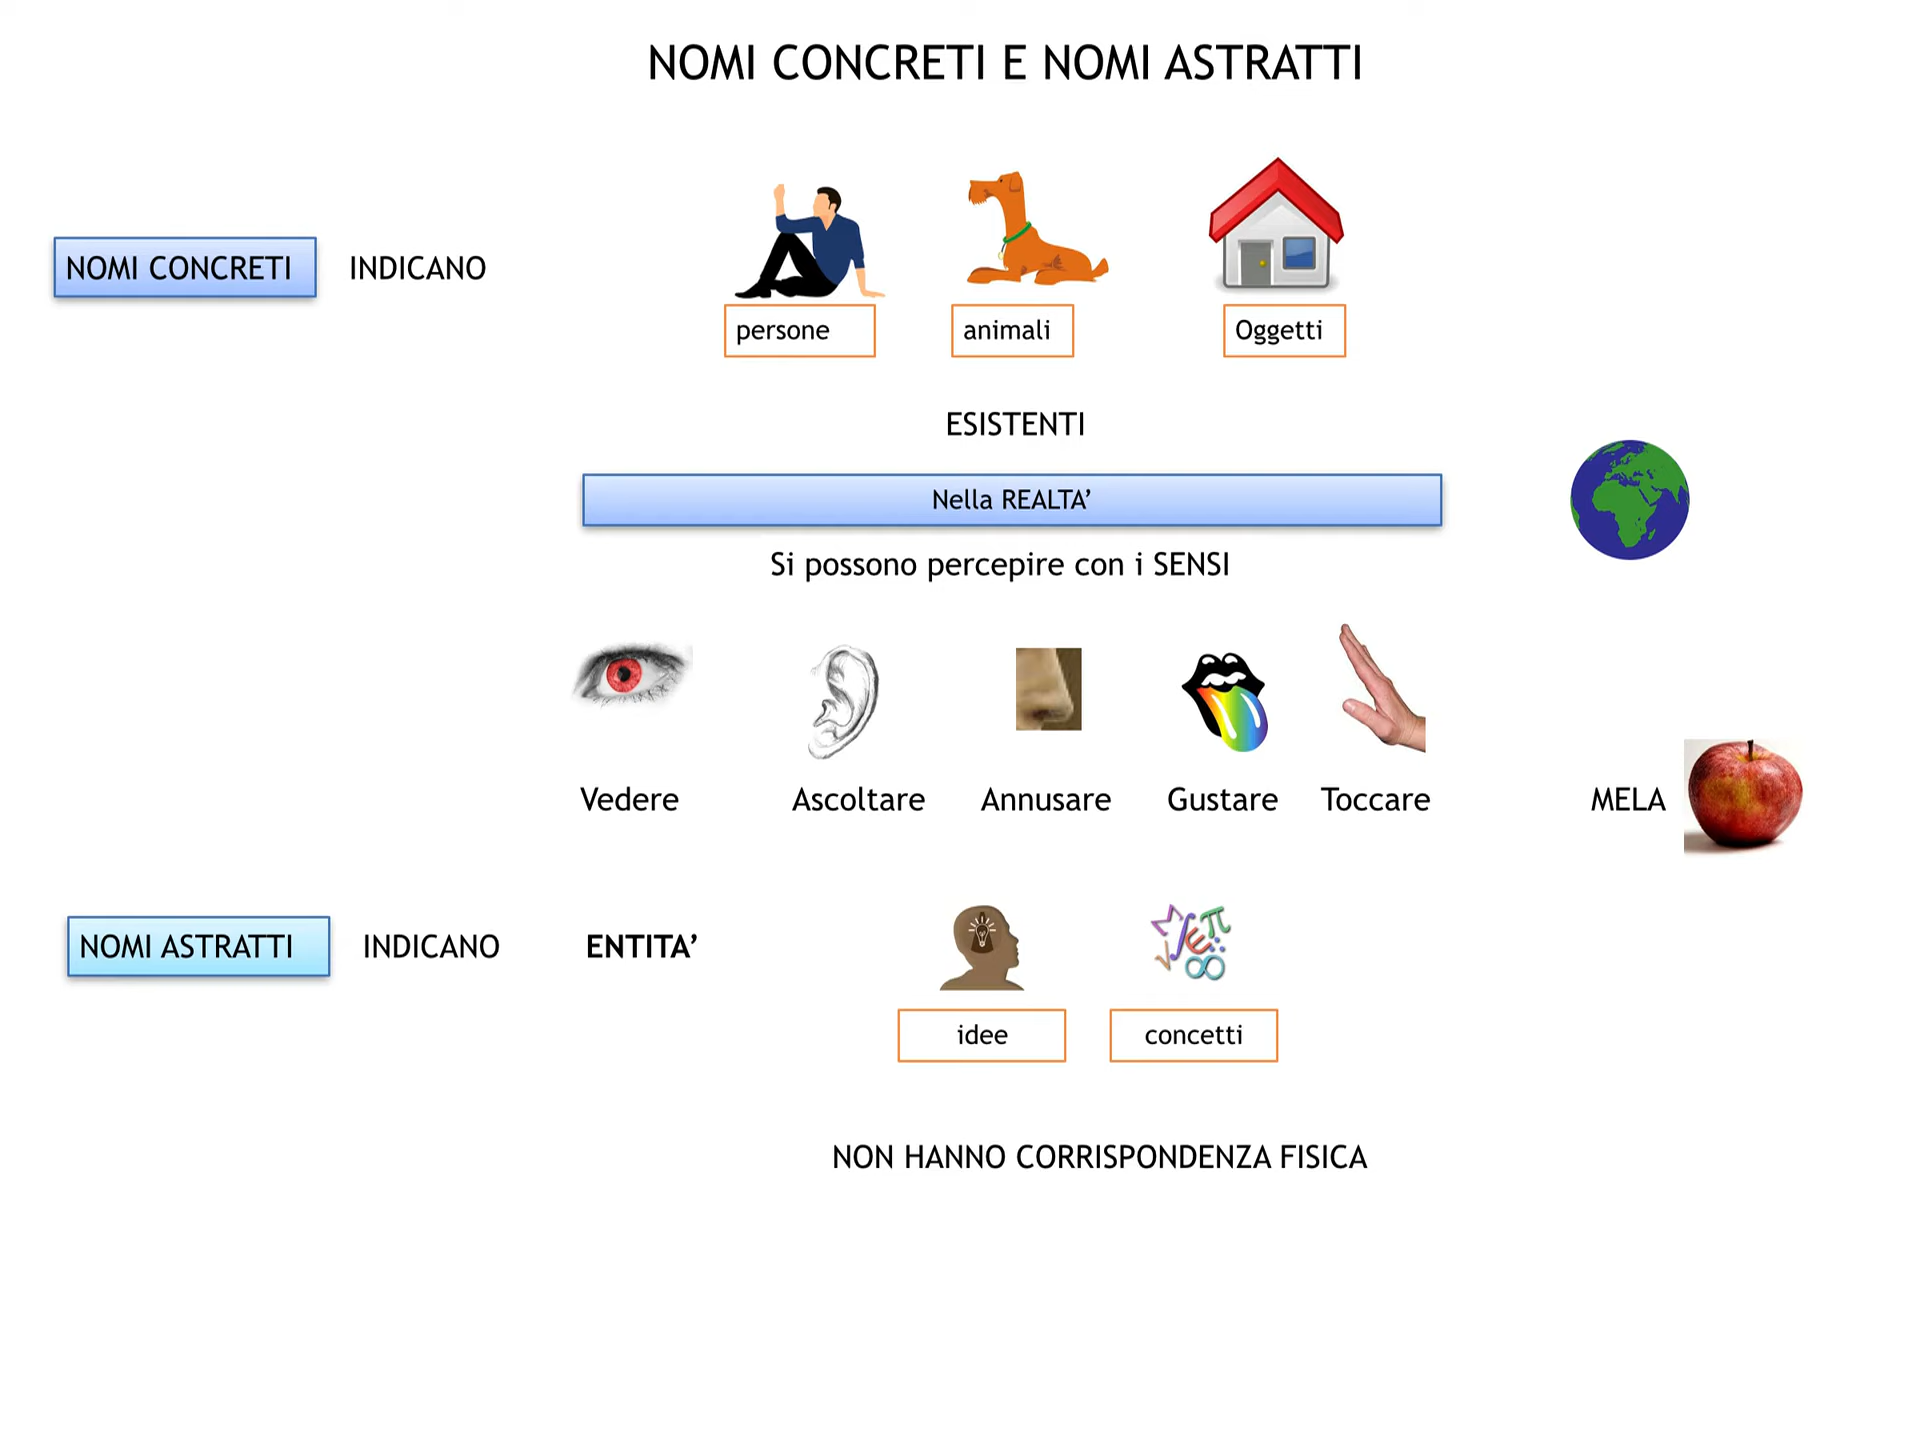 NOMI CONCRETI E NOMI ASTRATTI
NOMI CONCRETI INDICANO
persone animali Oggetti
ESISTENTI
Nella REALTA’
Si possono percepire con i SENSI
Vedere Ascoltare Annusare Gustare Toccare MELA
NOMI ASTRATTI INDICANO ENTITA’
idee concetti
NON HANNO CORRISPONDENZA FISICA